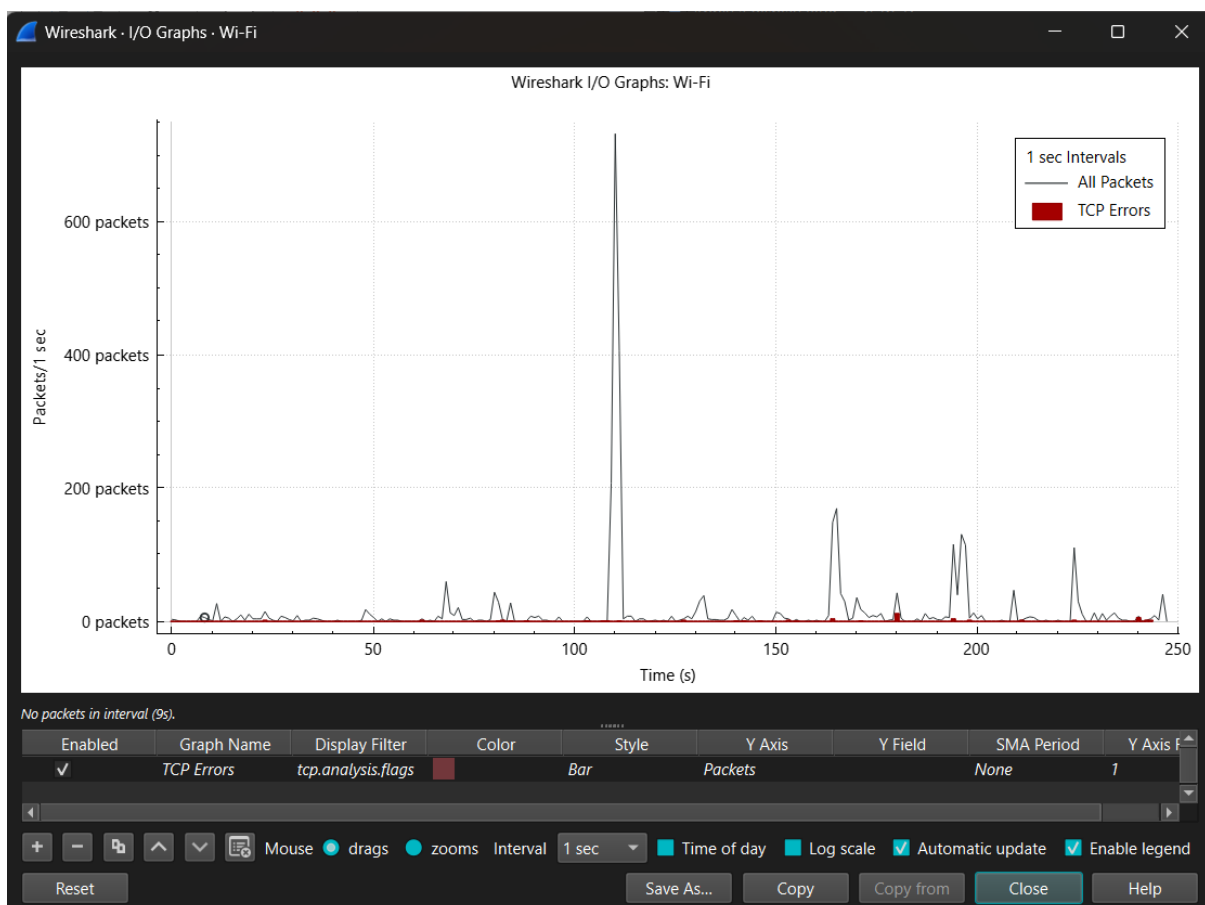 Wireshark · I/O Graphs · Wi-Fi
Wireshark I/O Graphs: Wi-Fi
1 sec Intervals
All Packets
TCP Errors
600 packets
400 packets
200 packets
0 packets
Packets/1 sec
0 50 100 150 200 250
Time (s)
No packets in interval (9s).
Enabled Graph Name Display Filter Color Style Y Axis Y Field SMA Period Y Axis F
TCP Errors tcp.analysis.flags Bar Packets None 1
Mouse drags zooms Interval 1 sec Time of day Log scale Automatic update Enable legend
Reset Save As... Copy Copy from Close Help